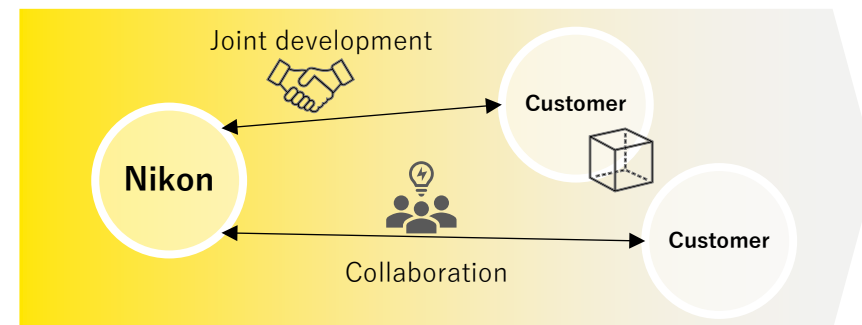 Joint development
Customer
Nikon
Customer
Collaboration